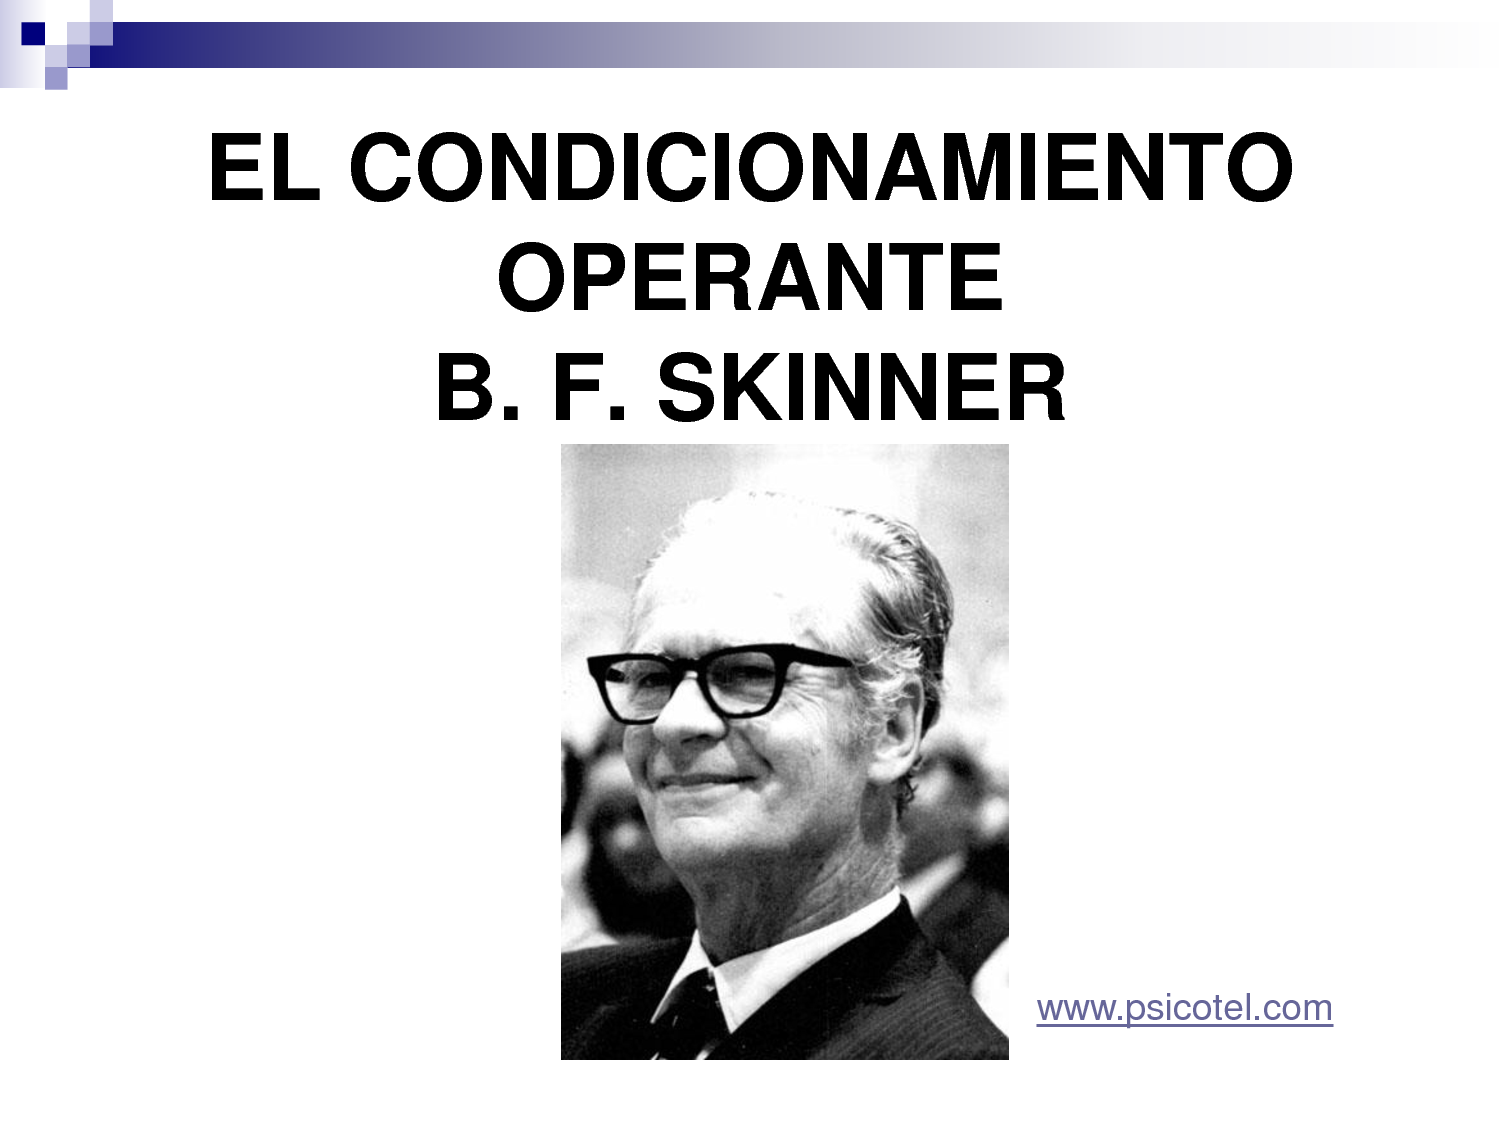 EL CONDICIONAMIENTO
OPERANTE
B. F. SKINNER
www.psicotel.com